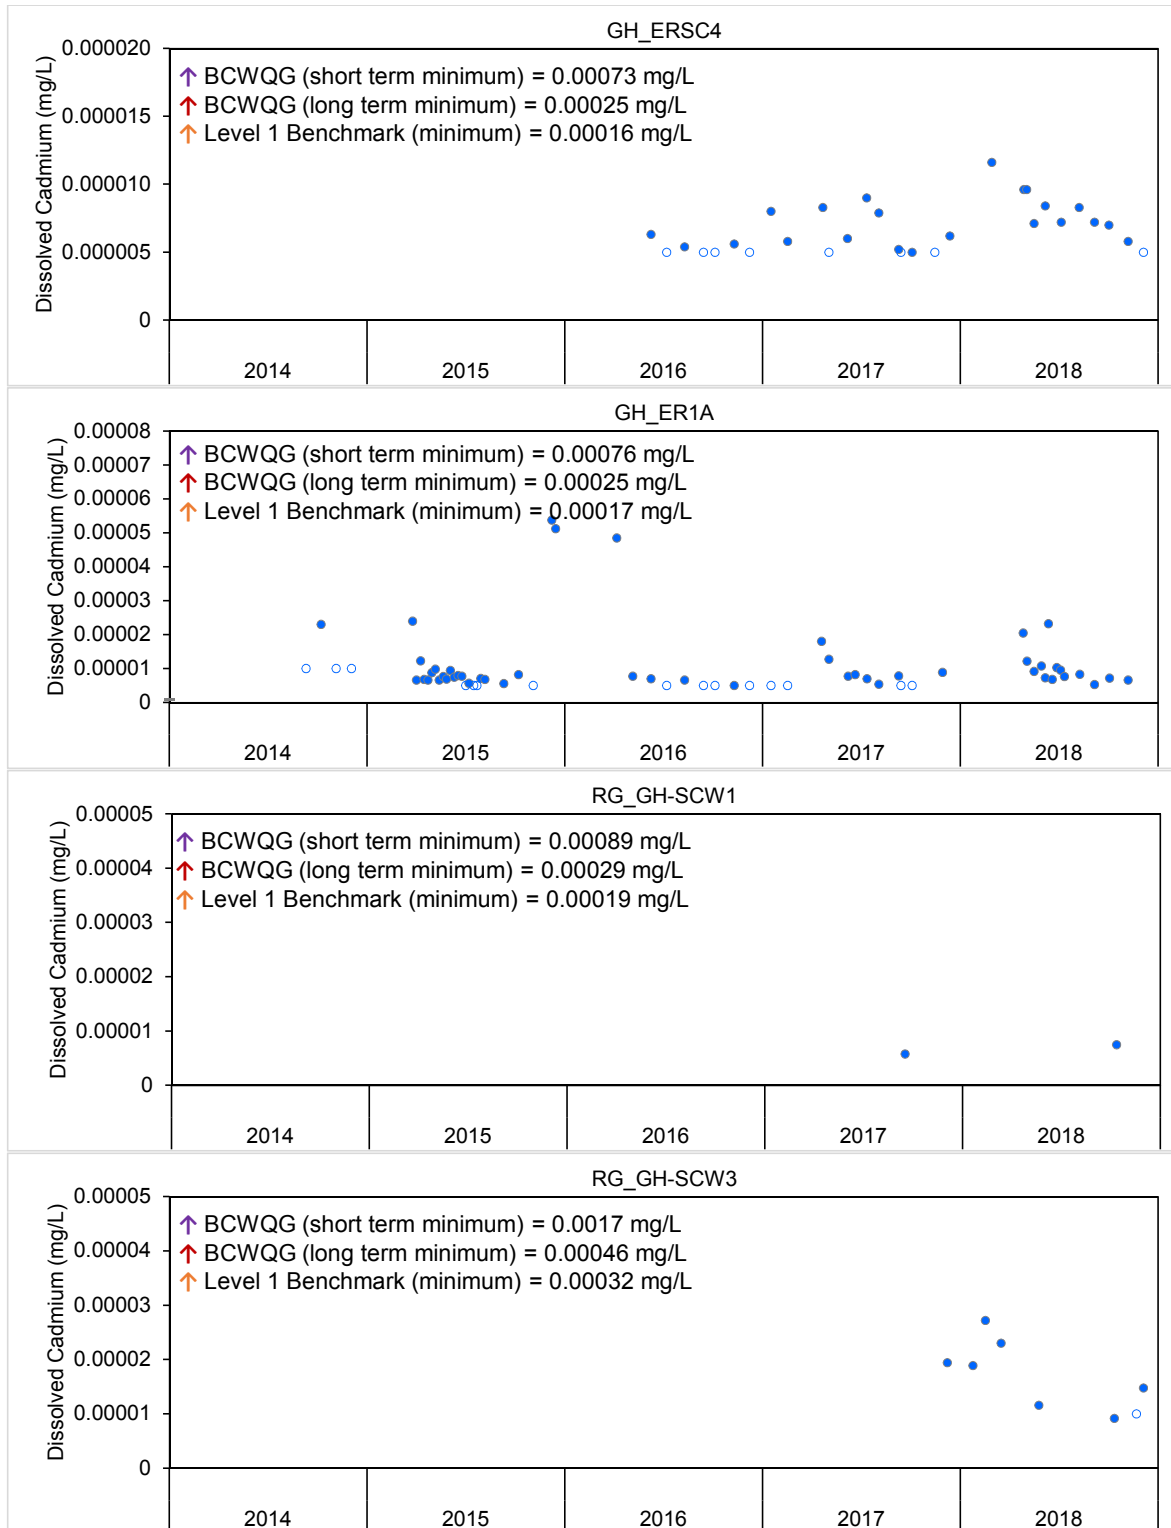 GH_ERSC4
Dissolved Cadmium (mg/L)
0.000020
0.000015
0.000010
0.000005
0
↑ BCWQG (short term minimum) = 0.00073 mg/L
↑ BCWQG (long term minimum) = 0.00025 mg/L
↑ Level 1 Benchmark (minimum) = 0.00016 mg/L
2014 2015 2016 2017 2018
GH_ER1A
Dissolved Cadmium (mg/L)
0.00008
0.00007
0.00006
0.00005
0.00004
0.00003
0.00002
0.00001
0
↑ BCWQG (short term minimum) = 0.00076 mg/L
↑ BCWQG (long term minimum) = 0.00025 mg/L
↑ Level 1 Benchmark (minimum) = 0.00017 mg/L
2014 2015 2016 2017 2018
RG_GH-SCW1
Dissolved Cadmium (mg/L)
0.00005
0.00004
0.00003
0.00002
0.00001
0
↑ BCWQG (short term minimum) = 0.00089 mg/L
↑ BCWQG (long term minimum) = 0.00029 mg/L
↑ Level 1 Benchmark (minimum) = 0.00019 mg/L
2014 2015 2016 2017 2018
RG_GH-SCW3
Dissolved Cadmium (mg/L)
0.00005
0.00004
0.00003
0.00002
0.00001
0
↑ BCWQG (short term minimum) = 0.0017 mg/L
↑ BCWQG (long term minimum) = 0.00046 mg/L
↑ Level 1 Benchmark (minimum) = 0.00032 mg/L
2014 2015 2016 2017 2018